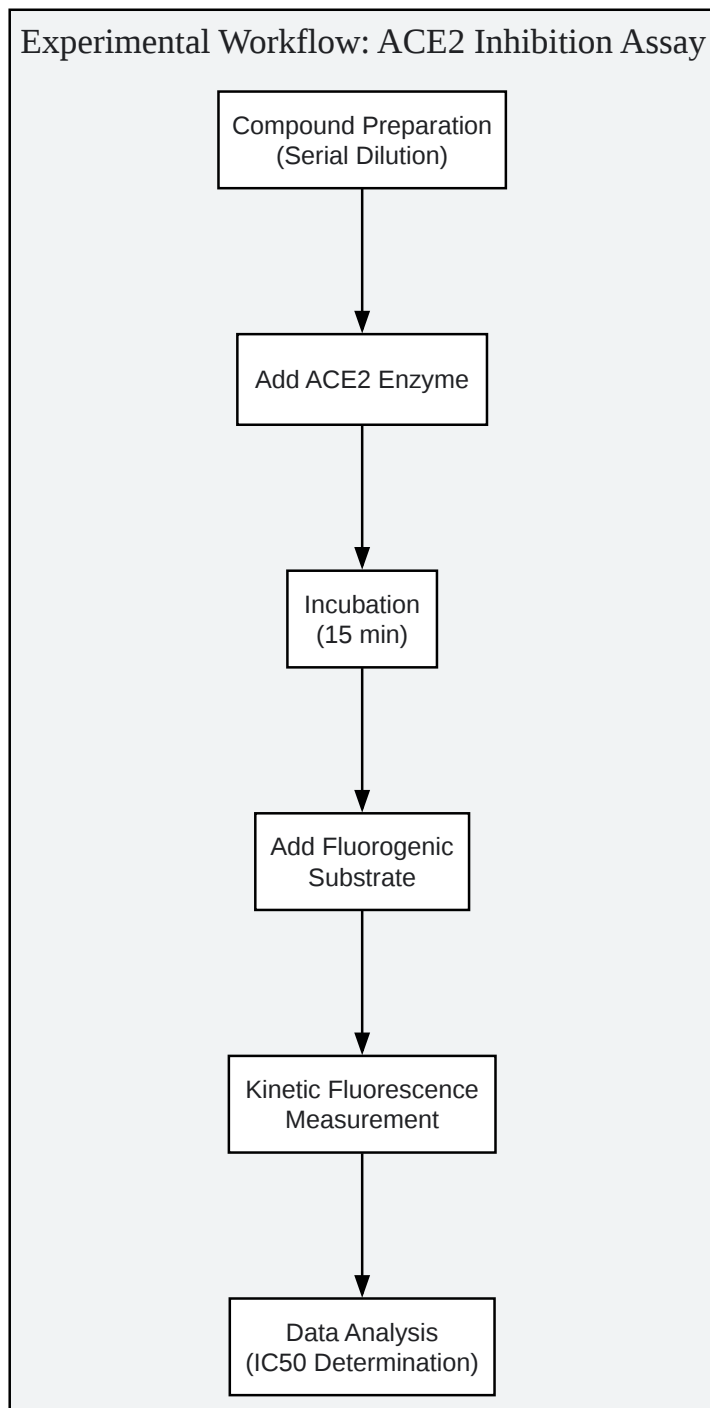 Experimental Workflow: ACE2 Inhibition Assay
Compound Preparation
(Serial Dilution)
Add ACE2 Enzyme
Incubation
(15 min)
Add Fluorogenic
Substrate
Kinetic Fluorescence
Measurement
Data Analysis
(IC50 Determination)